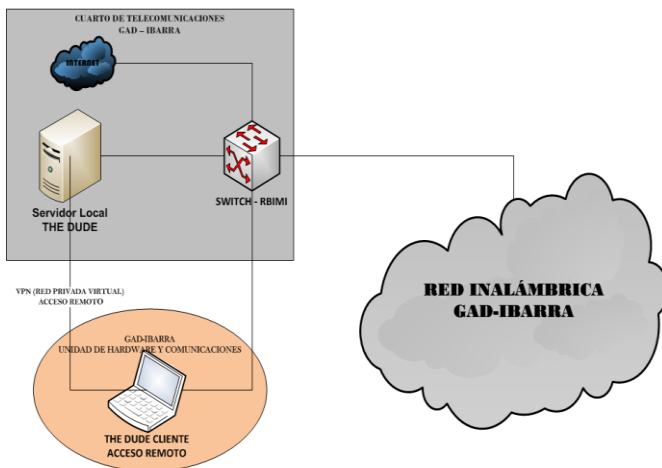 CUARTO DE TELECOMUNICACIONES
GAD – IBARRA
INTERNET
Servidor Local
THE DUDE
SWITCH - RBIMI
RED INALÁMBRICA
GAD-IBARRA
VPN (RED PRIVADA VIRTUAL)
ACCESO REMOTO
GAD-IBARRA
UNIDAD DE HARDWARE Y COMUNICACIONES
THE DUDE CLIENTE
ACCESO REMOTO